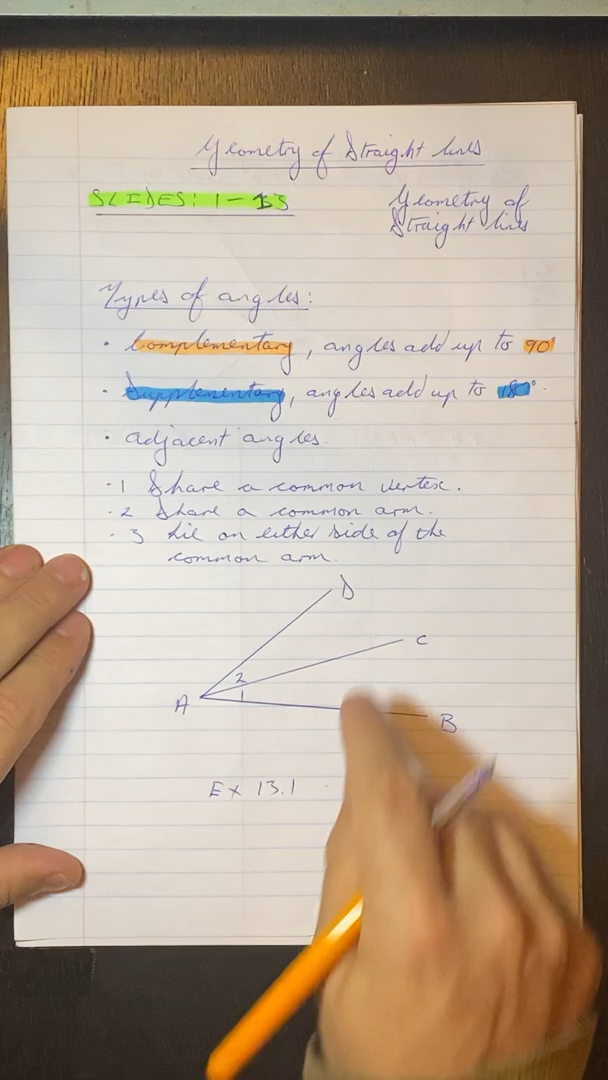 Geometry of Straight lines
SLIDES: 1 - 33
Geometry of
Straight lines
Types of angles:
• Complementary, angles add up to 90°
• Supplementary, angles add up to 180°.
• adjacent angles.
·1 Share a common vertex.
·2 Share a common arm.
·3 Lie on either side of the
common arm.
D
C
2
A
1
B
Ex 13.1